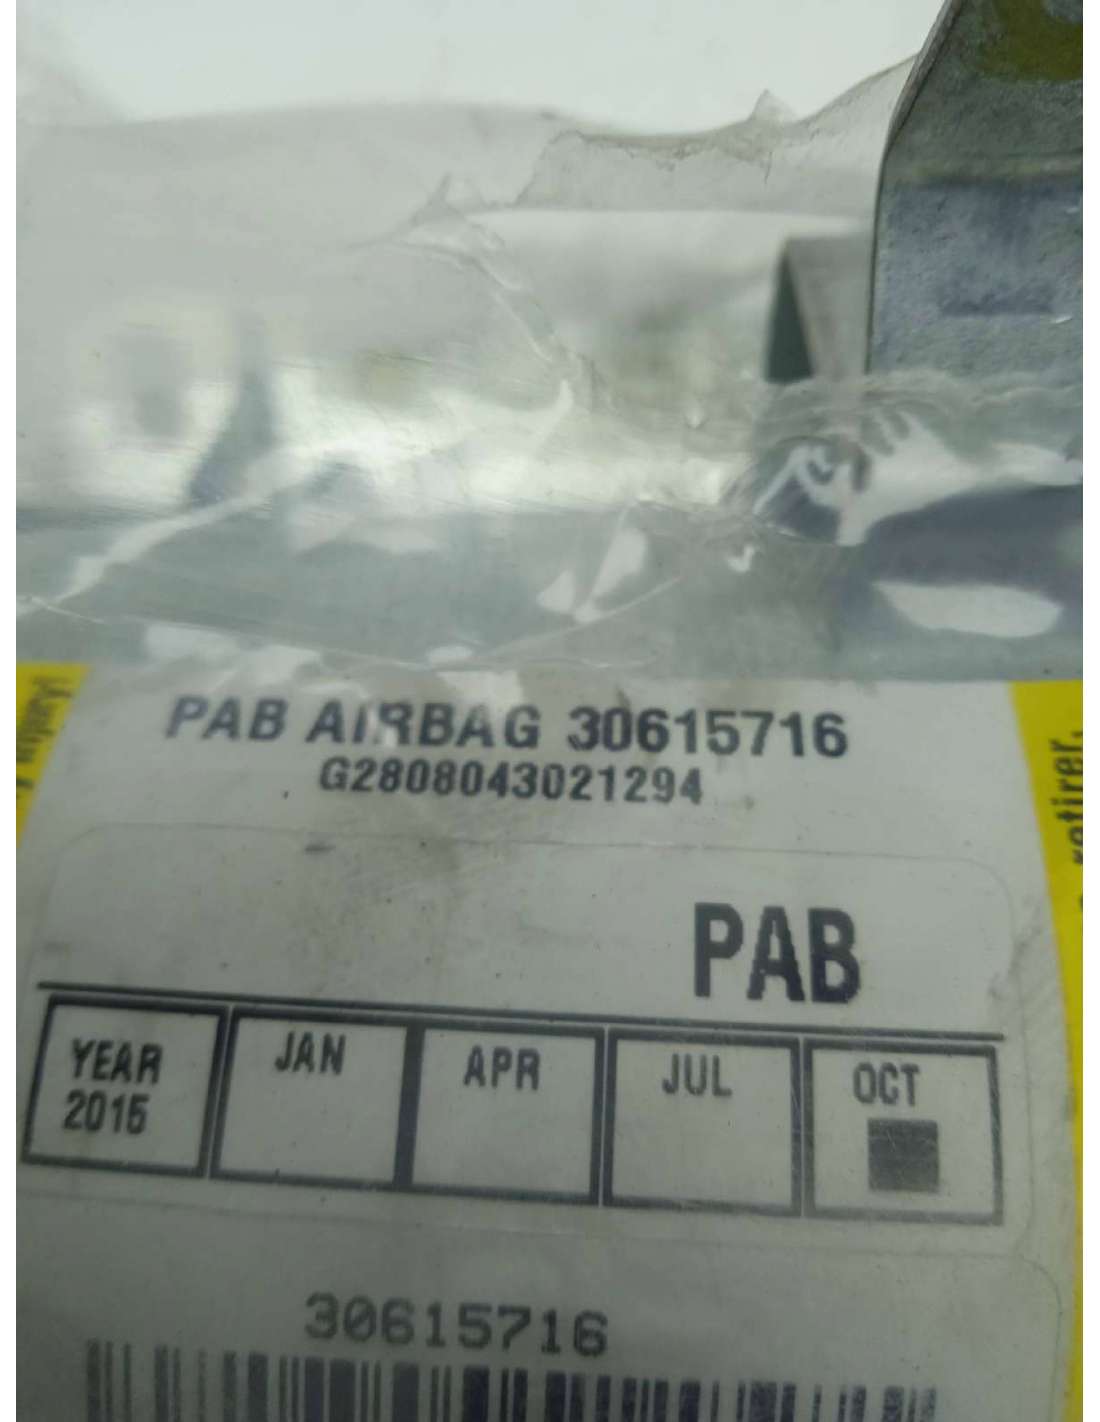 PAB AIRBAG 30615716
G2808043021294
retirer.
PAB
YEAR 2015
JAN
APR
JUL
OCT
30615716